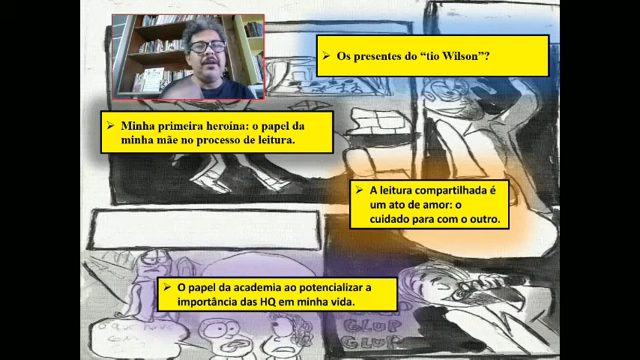 Os presentes do “tio Wilson”?
Minha primeira heroína: o papel da
minha mãe no processo de leitura.
A leitura compartilhada é
um ato de amor: o
cuidado para com o outro.
O papel da academia ao potencializar a
importância das HQ em minha vida.
GLUP
GLUP
GLUP